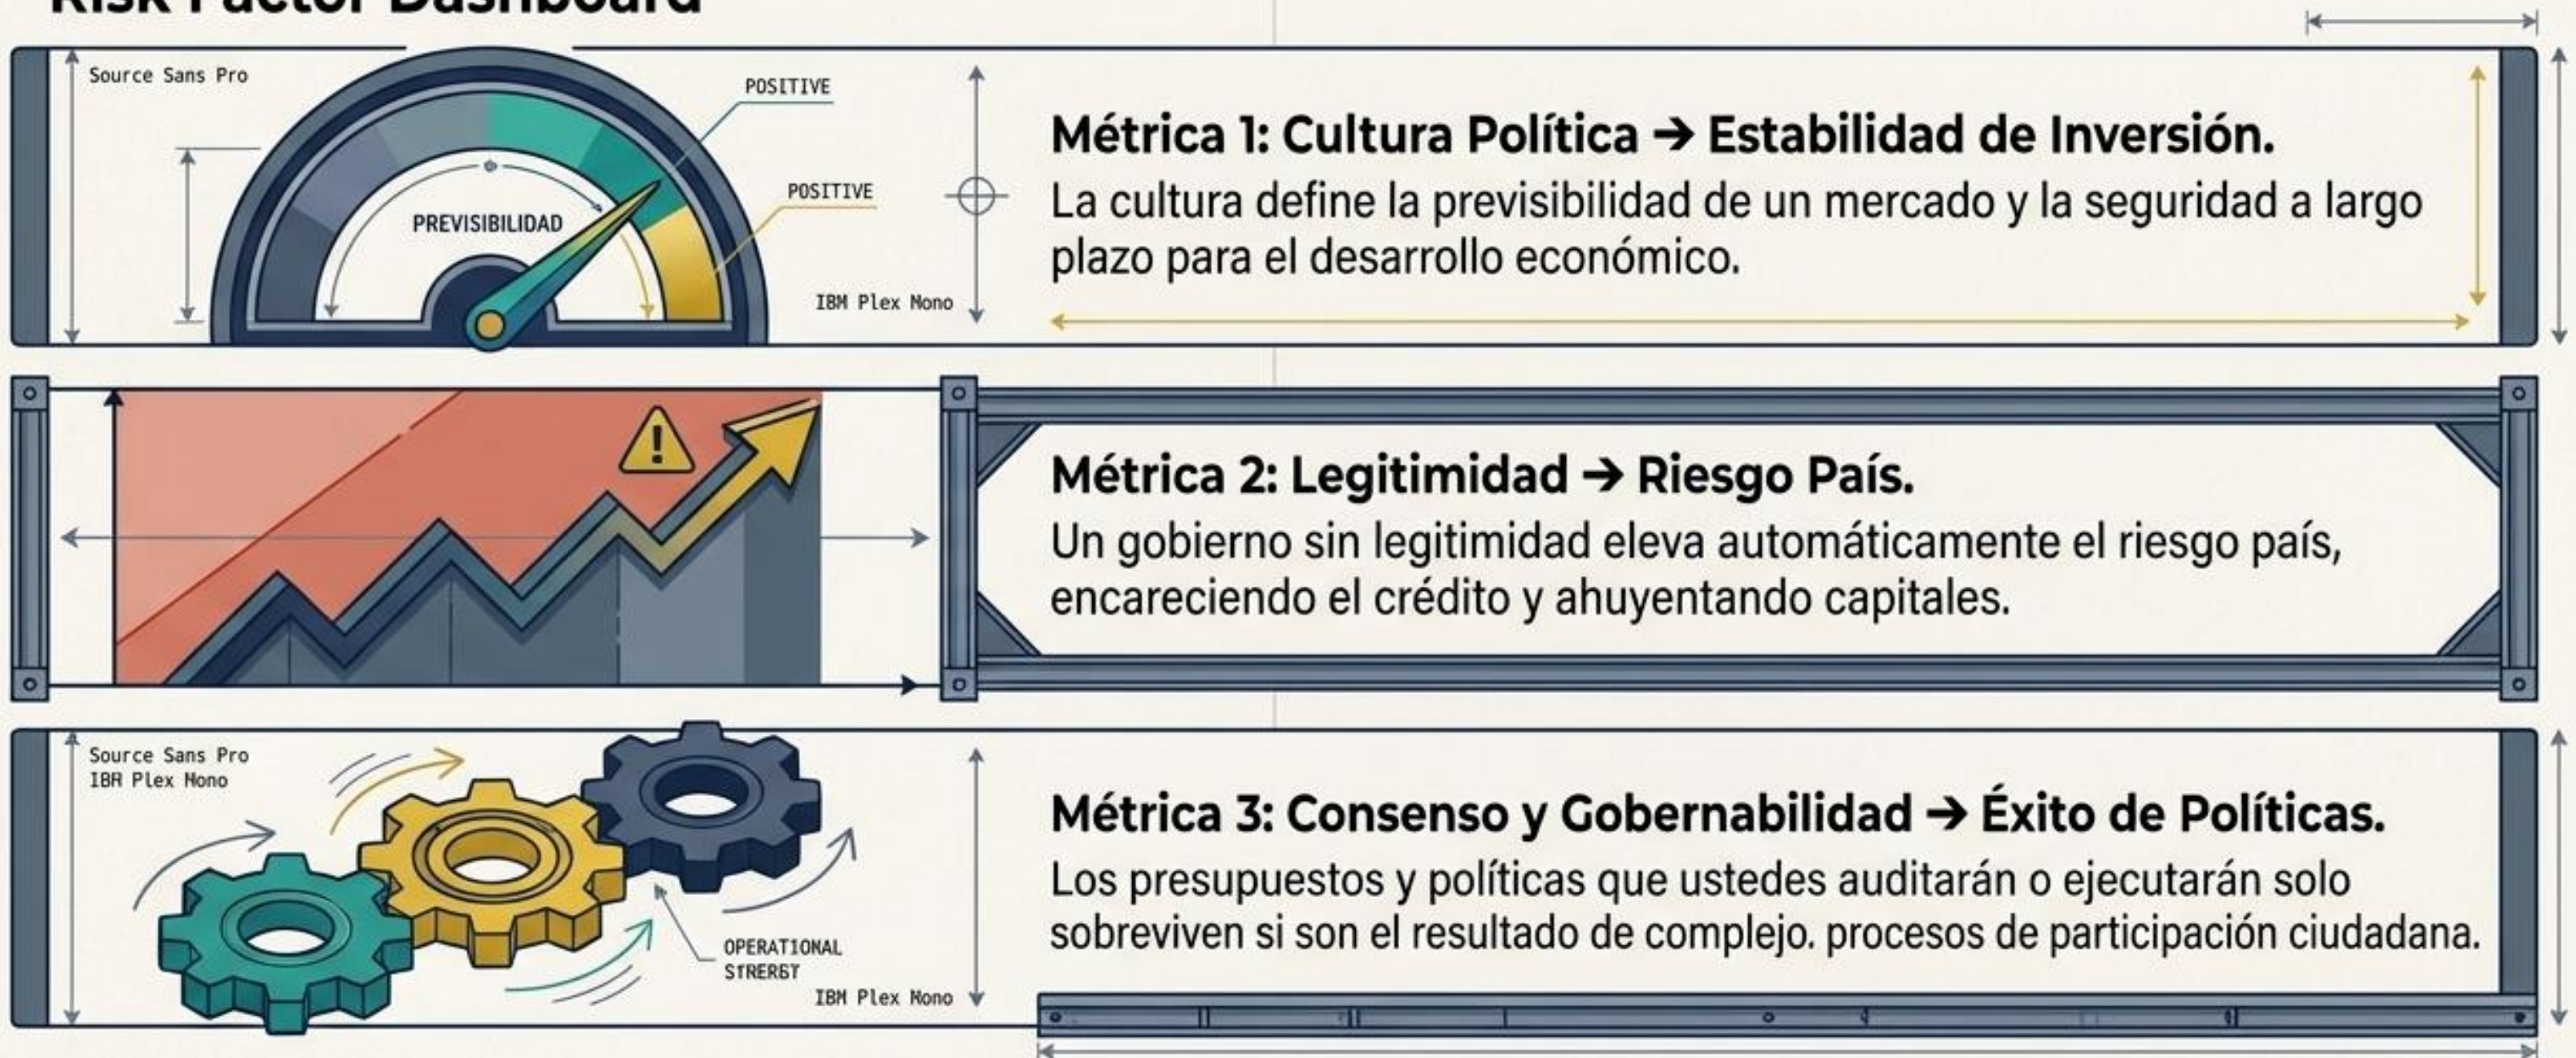 Risk Factor Dashboard
Source Sans Pro
POSITIVE
POSITIVE
PREVISIBILIDAD
IBM Plex Mono
Métrica 1: Cultura Política → Estabilidad de Inversión.
La cultura define la previsibilidad de un mercado y la seguridad a largo
plazo para el desarrollo económico.
Métrica 2: Legitimidad → Riesgo País.
Un gobierno sin legitimidad eleva automáticamente el riesgo país,
encareciendo el crédito y ahuyentando capitales.
Source Sans Pro
IBM Plex Mono
OPERATIONAL
IBM Plex Mono
Métrica 3: Consenso y Gobernabilidad → Éxito de Políticas.
Los presupuestos y políticas que ustedes auditarán o ejecutarán solo
sobreviven si son el resultado de complejo. procesos de participación ciudadana.